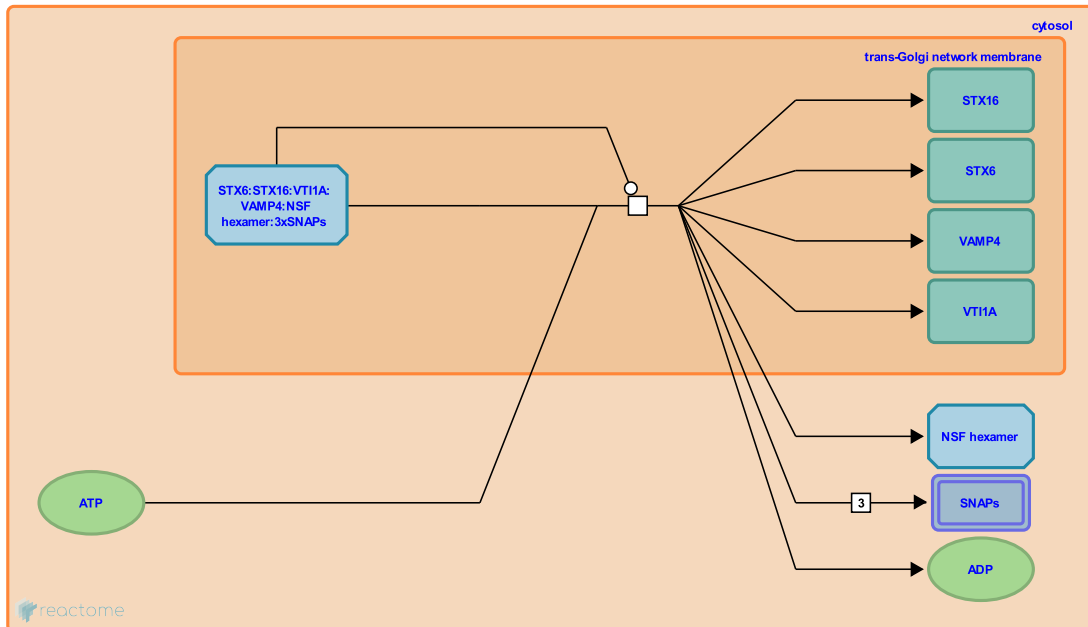 cytosol
trans-Golgi network membrane
STX16
STX6:STX16:VTI1A:
VAMP4:NSF
hexamer:3xSNAPs
STX6
VAMP4
VTI1A
NSF hexamer
ATP
3
SNAPs
ADP
reactome